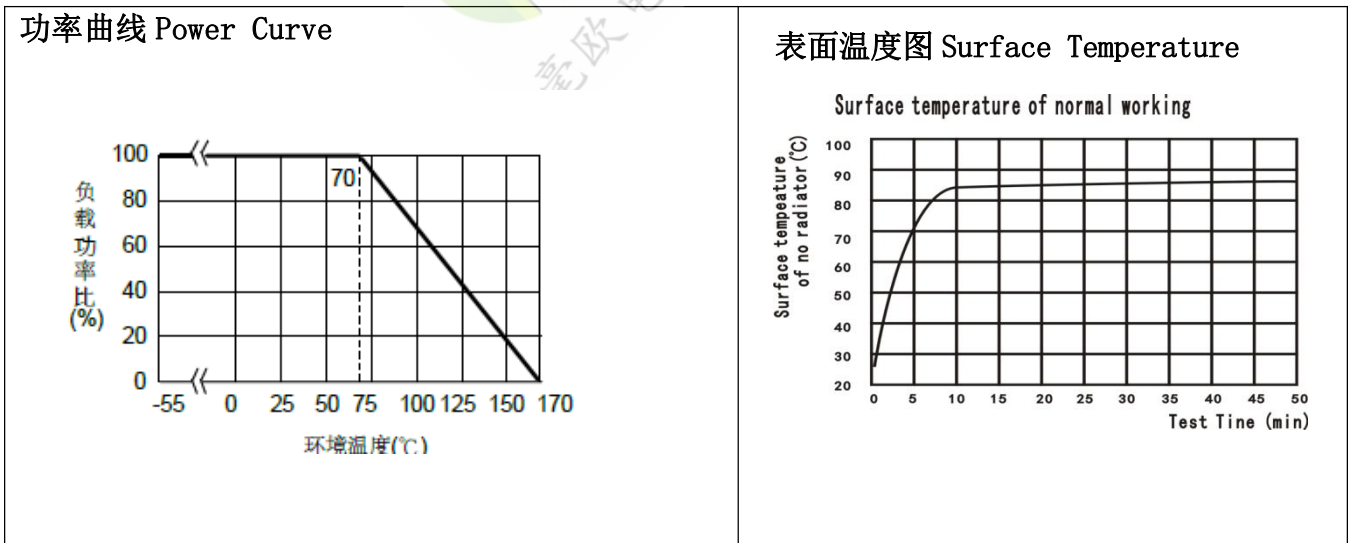 功率曲线 Power Curve
毫欧电
100
80
60
40
20
0
70
负载功率比(%)
-55 0 25 50 75 100 125 150 170
环境温度(℃)
表面温度图 Surface Temperature
Surface temperature of normal working
Surface tempeature
of no radiator(℃)
100
90
80
70
60
50
40
30
20
0 5 10 15 20 25 30 35 40 45 50
Test Tine (min)